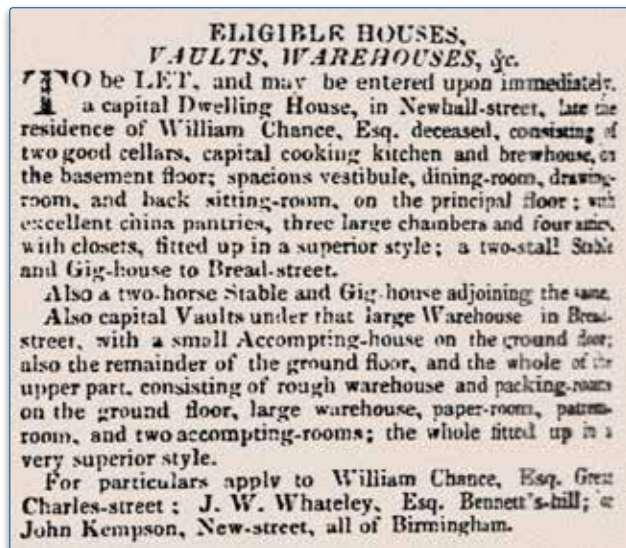 ELIGIBLE HOUSES,
VAULTS, WAREHOUSES, &c.
TO be LET, and may be entered upon immediately,
a capital Dwelling House, in Newhall-street, late the
residence of William Chance, Esq. deceased, consisting of
two good cellars, capital cooking kitchen and brewhouse, on
the basement floor; spacious vestibule, dining-room, drawing-
room, and back sitting-room, on the principal floor; with
excellent china pantries, three large chambers and four attics,
with closets, fitted up in a superior style; a two-stall Stable
and Gig-house to Bread-street.
Also a two-horse Stable and Gig-house adjoining the same.
Also capital Vaults under that large Warehouse in Bread-
street, with a small Accompting-house on the ground floor;
also the remainder of the ground floor, and the whole of the
upper part, consisting of rough warehouse and packing-rooms
on the ground floor, large warehouse, paper-room, pattern-
room, and two accompting-rooms; the whole fitted up in a
very superior style.
For particulars apply to William Chance, Esq. Great
Charles-street; J. W. Whateley, Esq. Bennett's-hill; or
John Kempson, New-street, all of Birmingham.